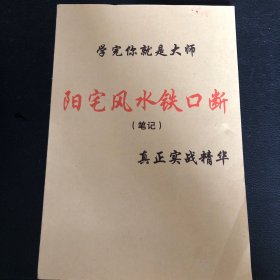 学完你就是大师
阳宅风水铁口断
（笔记）
真正实战精华